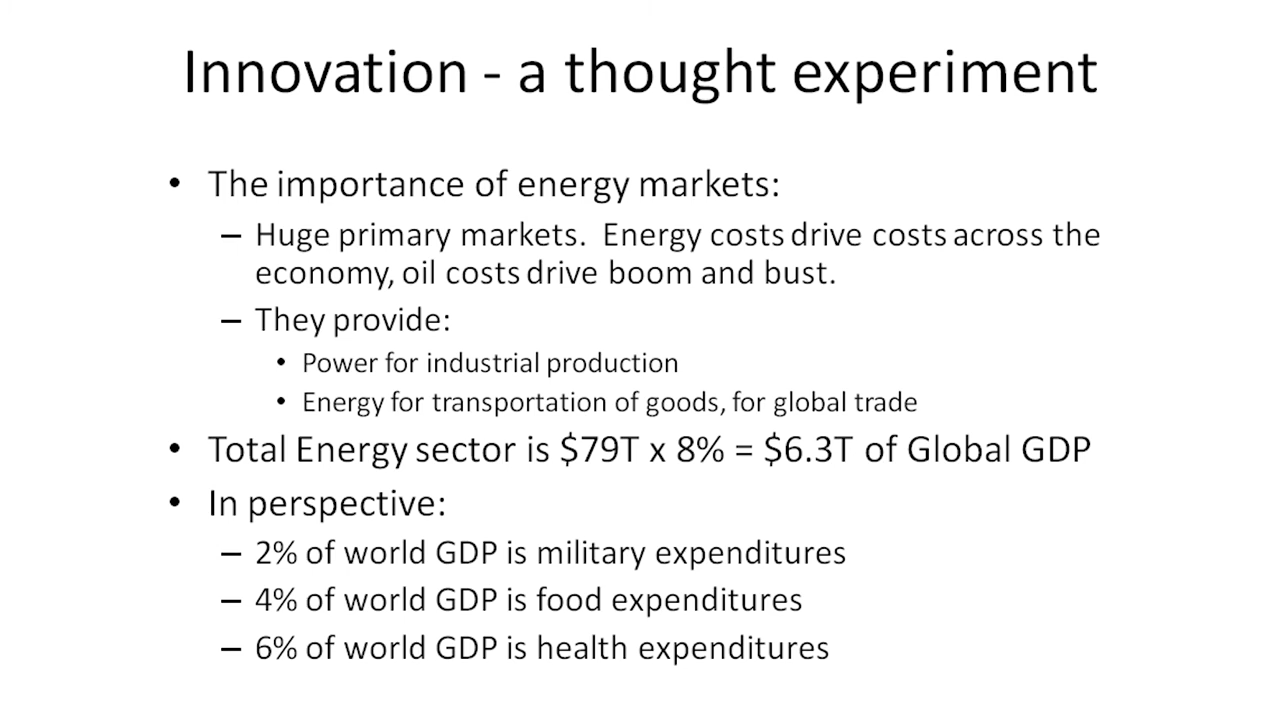 Innovation - a thought experiment
• The importance of energy markets:
– Huge primary markets.  Energy costs drive costs across the
economy, oil costs drive boom and bust.
– They provide:
• Power for industrial production
• Energy for transportation of goods, for global trade
• Total Energy sector is $79T x 8% = $6.3T of Global GDP
• In perspective:
– 2% of world GDP is military expenditures
– 4% of world GDP is food expenditures
– 6% of world GDP is health expenditures